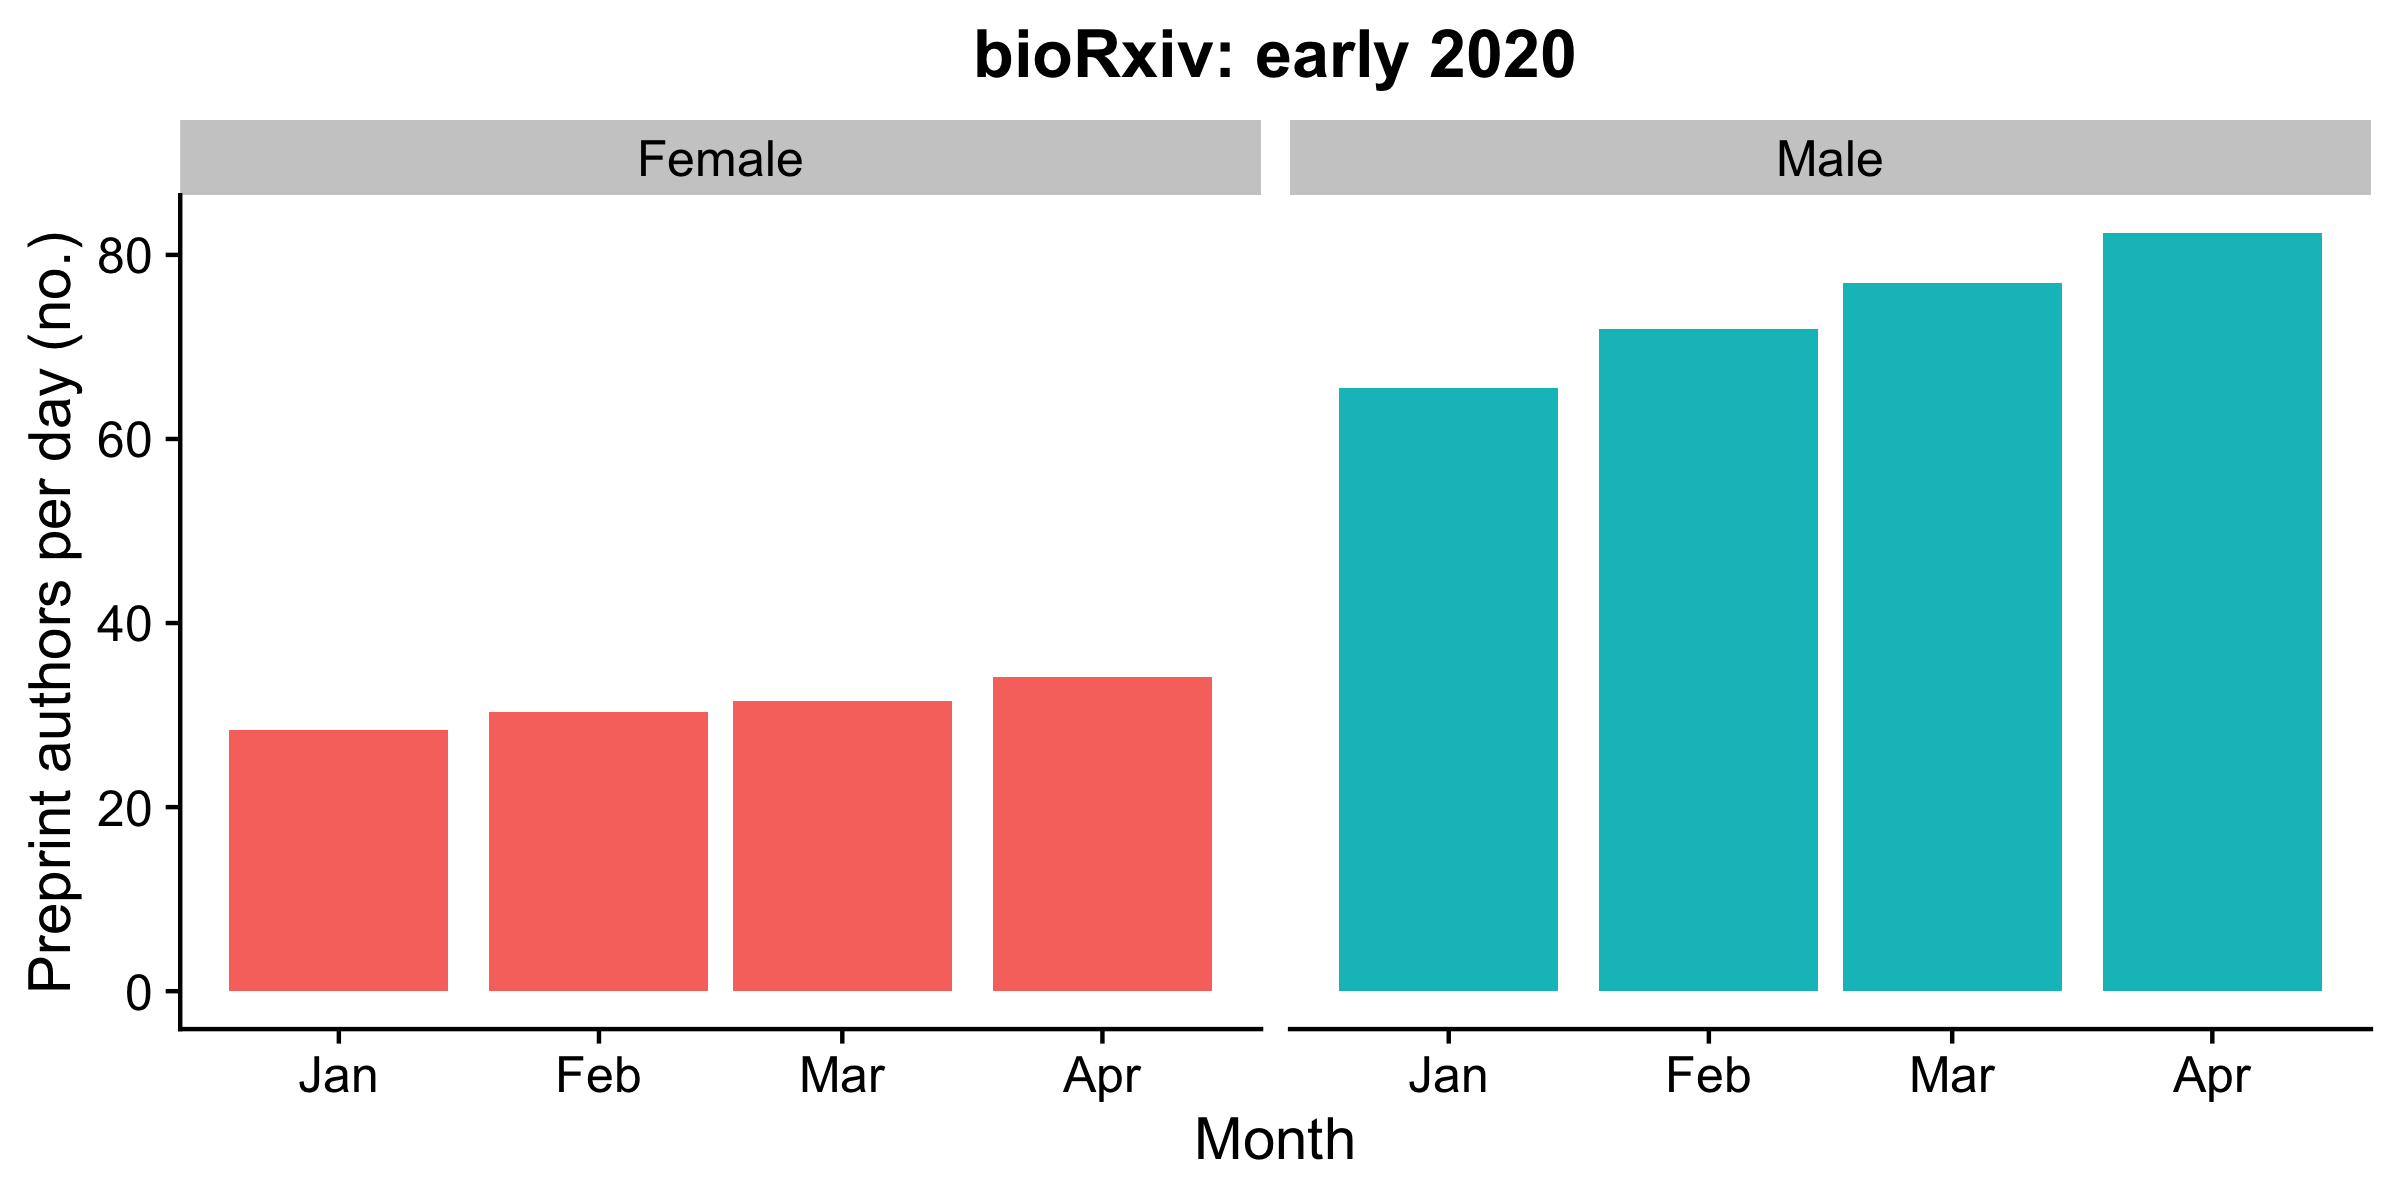 bioRxiv: early 2020
Female
Male
Preprint authors per day (no.)
80
60
40
20
0
Jan Feb Mar Apr
Jan Feb Mar Apr
Month